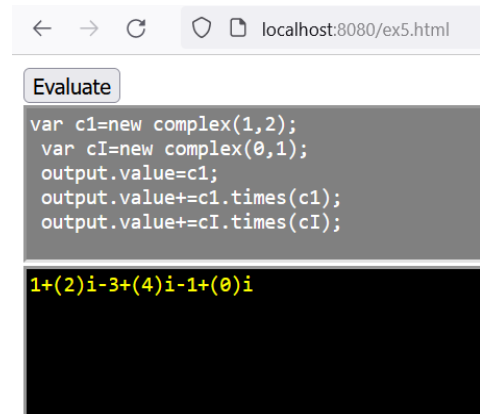 localhost:8080/ex5.html
Evaluate
var c1=new complex(1,2);
var cI=new complex(0,1);
output.value=c1;
output.value+=c1.times(c1);
output.value+=cI.times(cI);
1+(2)i-3+(4)i-1+(0)i